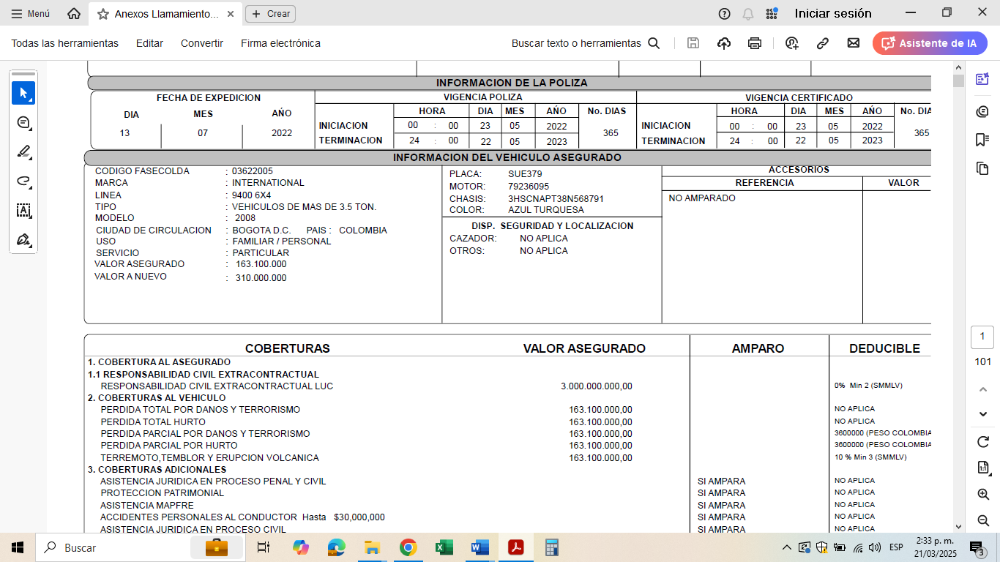 Menú
Anexos Llamamiento...
Crear
Iniciar sesión
Todas las herramientas
Editar
Convertir
Firma electrónica
Buscar texto o herramientas
Asistente de IA
INFORMACION DE LA POLIZA
FECHA DE EXPEDICION
DIA MES AÑO
13 07 2022
VIGENCIA POLIZA
HORA DIA MES AÑO No. DIAS
INICIACION 00 : 00 23 05 2022
TERMINACION 24 : 00 22 05 2023
365
VIGENCIA CERTIFICADO
HORA DIA MES AÑO No. DIA
INICIACION 00 : 00 23 05 2022
TERMINACION 24 : 00 22 05 2023
365
INFORMACION DEL VEHICULO ASEGURADO
CODIGO FASECOLDA : 03622005
MARCA : INTERNATIONAL
LINEA : 9400 6X4
TIPO : VEHICULOS DE MAS DE 3.5 TON.
MODELO : 2008
CIUDAD DE CIRCULACION : BOGOTA D.C. PAIS : COLOMBIA
USO : FAMILIAR / PERSONAL
SERVICIO : PARTICULAR
VALOR ASEGURADO : 163.100.000
VALOR A NUEVO : 310.000.000
PLACA: SUE379
MOTOR: 79236095
CHASIS: 3HSCNAPT38N568791
COLOR: AZUL TURQUESA
DISP. SEGURIDAD Y LOCALIZACION
CAZADOR: NO APLICA
OTROS: NO APLICA
ACCESORIOS
REFERENCIA VALOR
NO AMPARADO
COBERTURAS VALOR ASEGURADO AMPARO DEDUCIBLE
1. COBERTURA AL ASEGURADO
1.1 RESPONSABILIDAD CIVIL EXTRACONTRACTUAL
RESPONSABILIDAD CIVIL EXTRACONTRACTUAL LUC 3.000.000.000,00 0% Min 2 (SMMLV)
2. COBERTURAS AL VEHICULO
PERDIDA TOTAL POR DANOS Y TERRORISMO 163.100.000,00 NO APLICA
PERDIDA TOTAL HURTO 163.100.000,00 NO APLICA
PERDIDA PARCIAL POR DANOS Y TERRORISMO 163.100.000,00 3600000 (PESO COLOMBIA
PERDIDA PARCIAL POR HURTO 163.100.000,00 3600000 (PESO COLOMBIA
TERREMOTO,TEMBLOR Y ERUPCION VOLCANICA 163.100.000,00 10 % Min 3 (SMMLV)
3. COBERTURAS ADICIONALES
ASISTENCIA JURIDICA EN PROCESO PENAL Y CIVIL SI AMPARA NO APLICA
PROTECCION PATRIMONIAL SI AMPARA NO APLICA
ASISTENCIA MAPFRE SI AMPARA NO APLICA
ACCIDENTES PERSONALES AL CONDUCTOR Hasta $30,000,000 SI AMPARA NO APLICA
ASISTENCIA JURIDICA EN PROCESO CIVIL SI AMPARA NO APLICA
1
101
Buscar
ESP
2:33 p. m.
21/03/2025
3